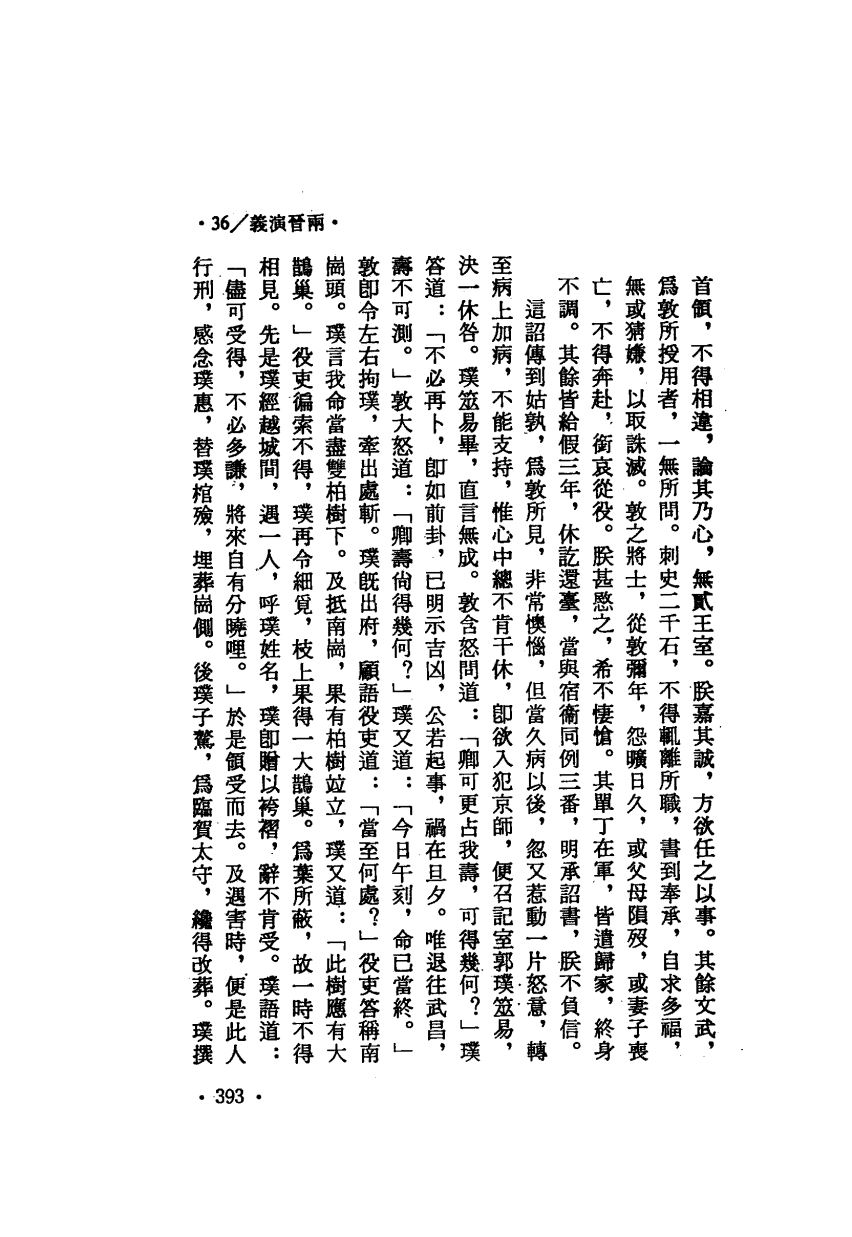 ・36／義演晉兩・
首領，不得相違，論其乃心，無貳王室。朕嘉其誠，方欲任之以事。其餘文武，
爲敦所授用者，一無所問。刺史二千石，不得輒離所職，書到奉承，自求多福，
無或猜嫌，以取誅滅。敦之將士，從敦彌年，怨曠日久，或父母隕歿，或妻子喪
亡，不得奔赴，銜哀從役。朕甚愍之，希不悽愴。其單丁在軍，皆遣歸家，終身
不調。其餘皆給假三年，休訖還臺，當與宿衞同例三番，明承詔書，朕不負信。
這詔傳到姑孰，爲敦所見，非常懊惱，但當久病以後，忽又惹動一片怒意，轉
至病上加病，不能支持，惟心中總不肯干休，卽欲入犯京師，便召記室郭璞筮易，
決一休咎。璞筮易畢，直言無成。敦含怒問道：「卿可更占我壽，可得幾何？」璞
答道：「不必再卜，卽如前卦，已明示吉凶，公若起事，禍在旦夕。唯退往武昌，
壽不可測。」敦大怒道：「卿壽尙得幾何？」璞又道：「今日午刻，命已當終。」
敦卽令左右拘璞，牽出處斬。璞旣出府，顧語役吏道：「當至何處？」役吏答稱南
崗頭。璞言我命當盡雙柏樹下。及抵南崗，果有柏樹竝立，璞又道：「此樹應有大
鵲巢。」役吏徧索不得，璞再令細覓，枝上果得一大鵲巢。爲葉所蔽，故一時不得
相見。先是璞經越城間，遇一人，呼璞姓名，璞卽贈以袴褶，辭不肯受。璞語道：
「儘可受得，不必多謙，將來自有分曉哩。」於是領受而去。及遇害時，便是此人
行刑，感念璞惠，替璞棺殮，埋葬崗側。後璞子驁，爲臨賀太守，纔得改葬。璞撰
・393・